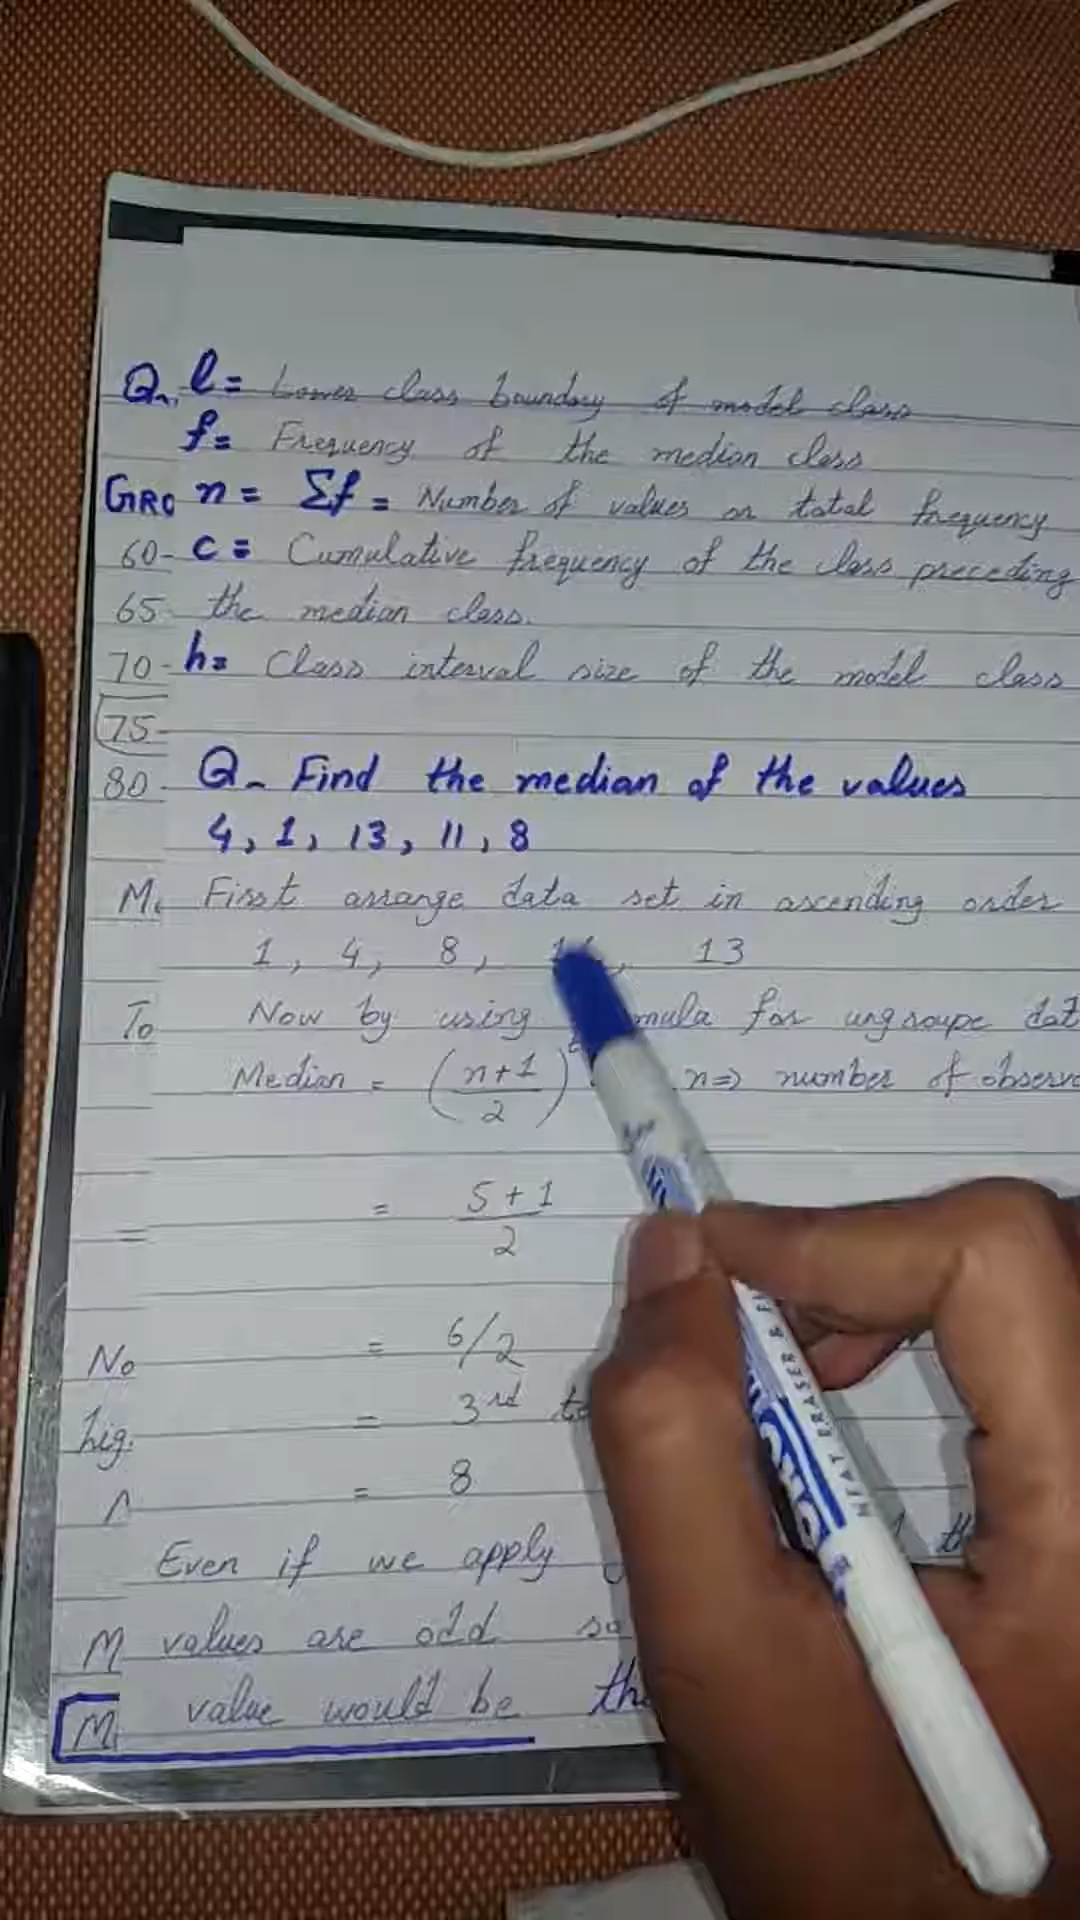 Q. l = Lower class boundary of model class
f = Frequency of the median class
GRO n = Σf = Number of values or total frequency
60- c = Cumulative frequency of the class preceding
65- the median class.
70- h = Class interval size of the model class
75-
80- Q. Find the median of the values
4, 1, 13, 11, 8
First arrange data set in ascending order
1, 4, 8, 11, 13
To Now by using for ungroupe
Median = (n+1/2) n => number of
= 5+1/2
No = 6/2
= 3rd
= 8
Even if we apply
M values are odd so
M value would be